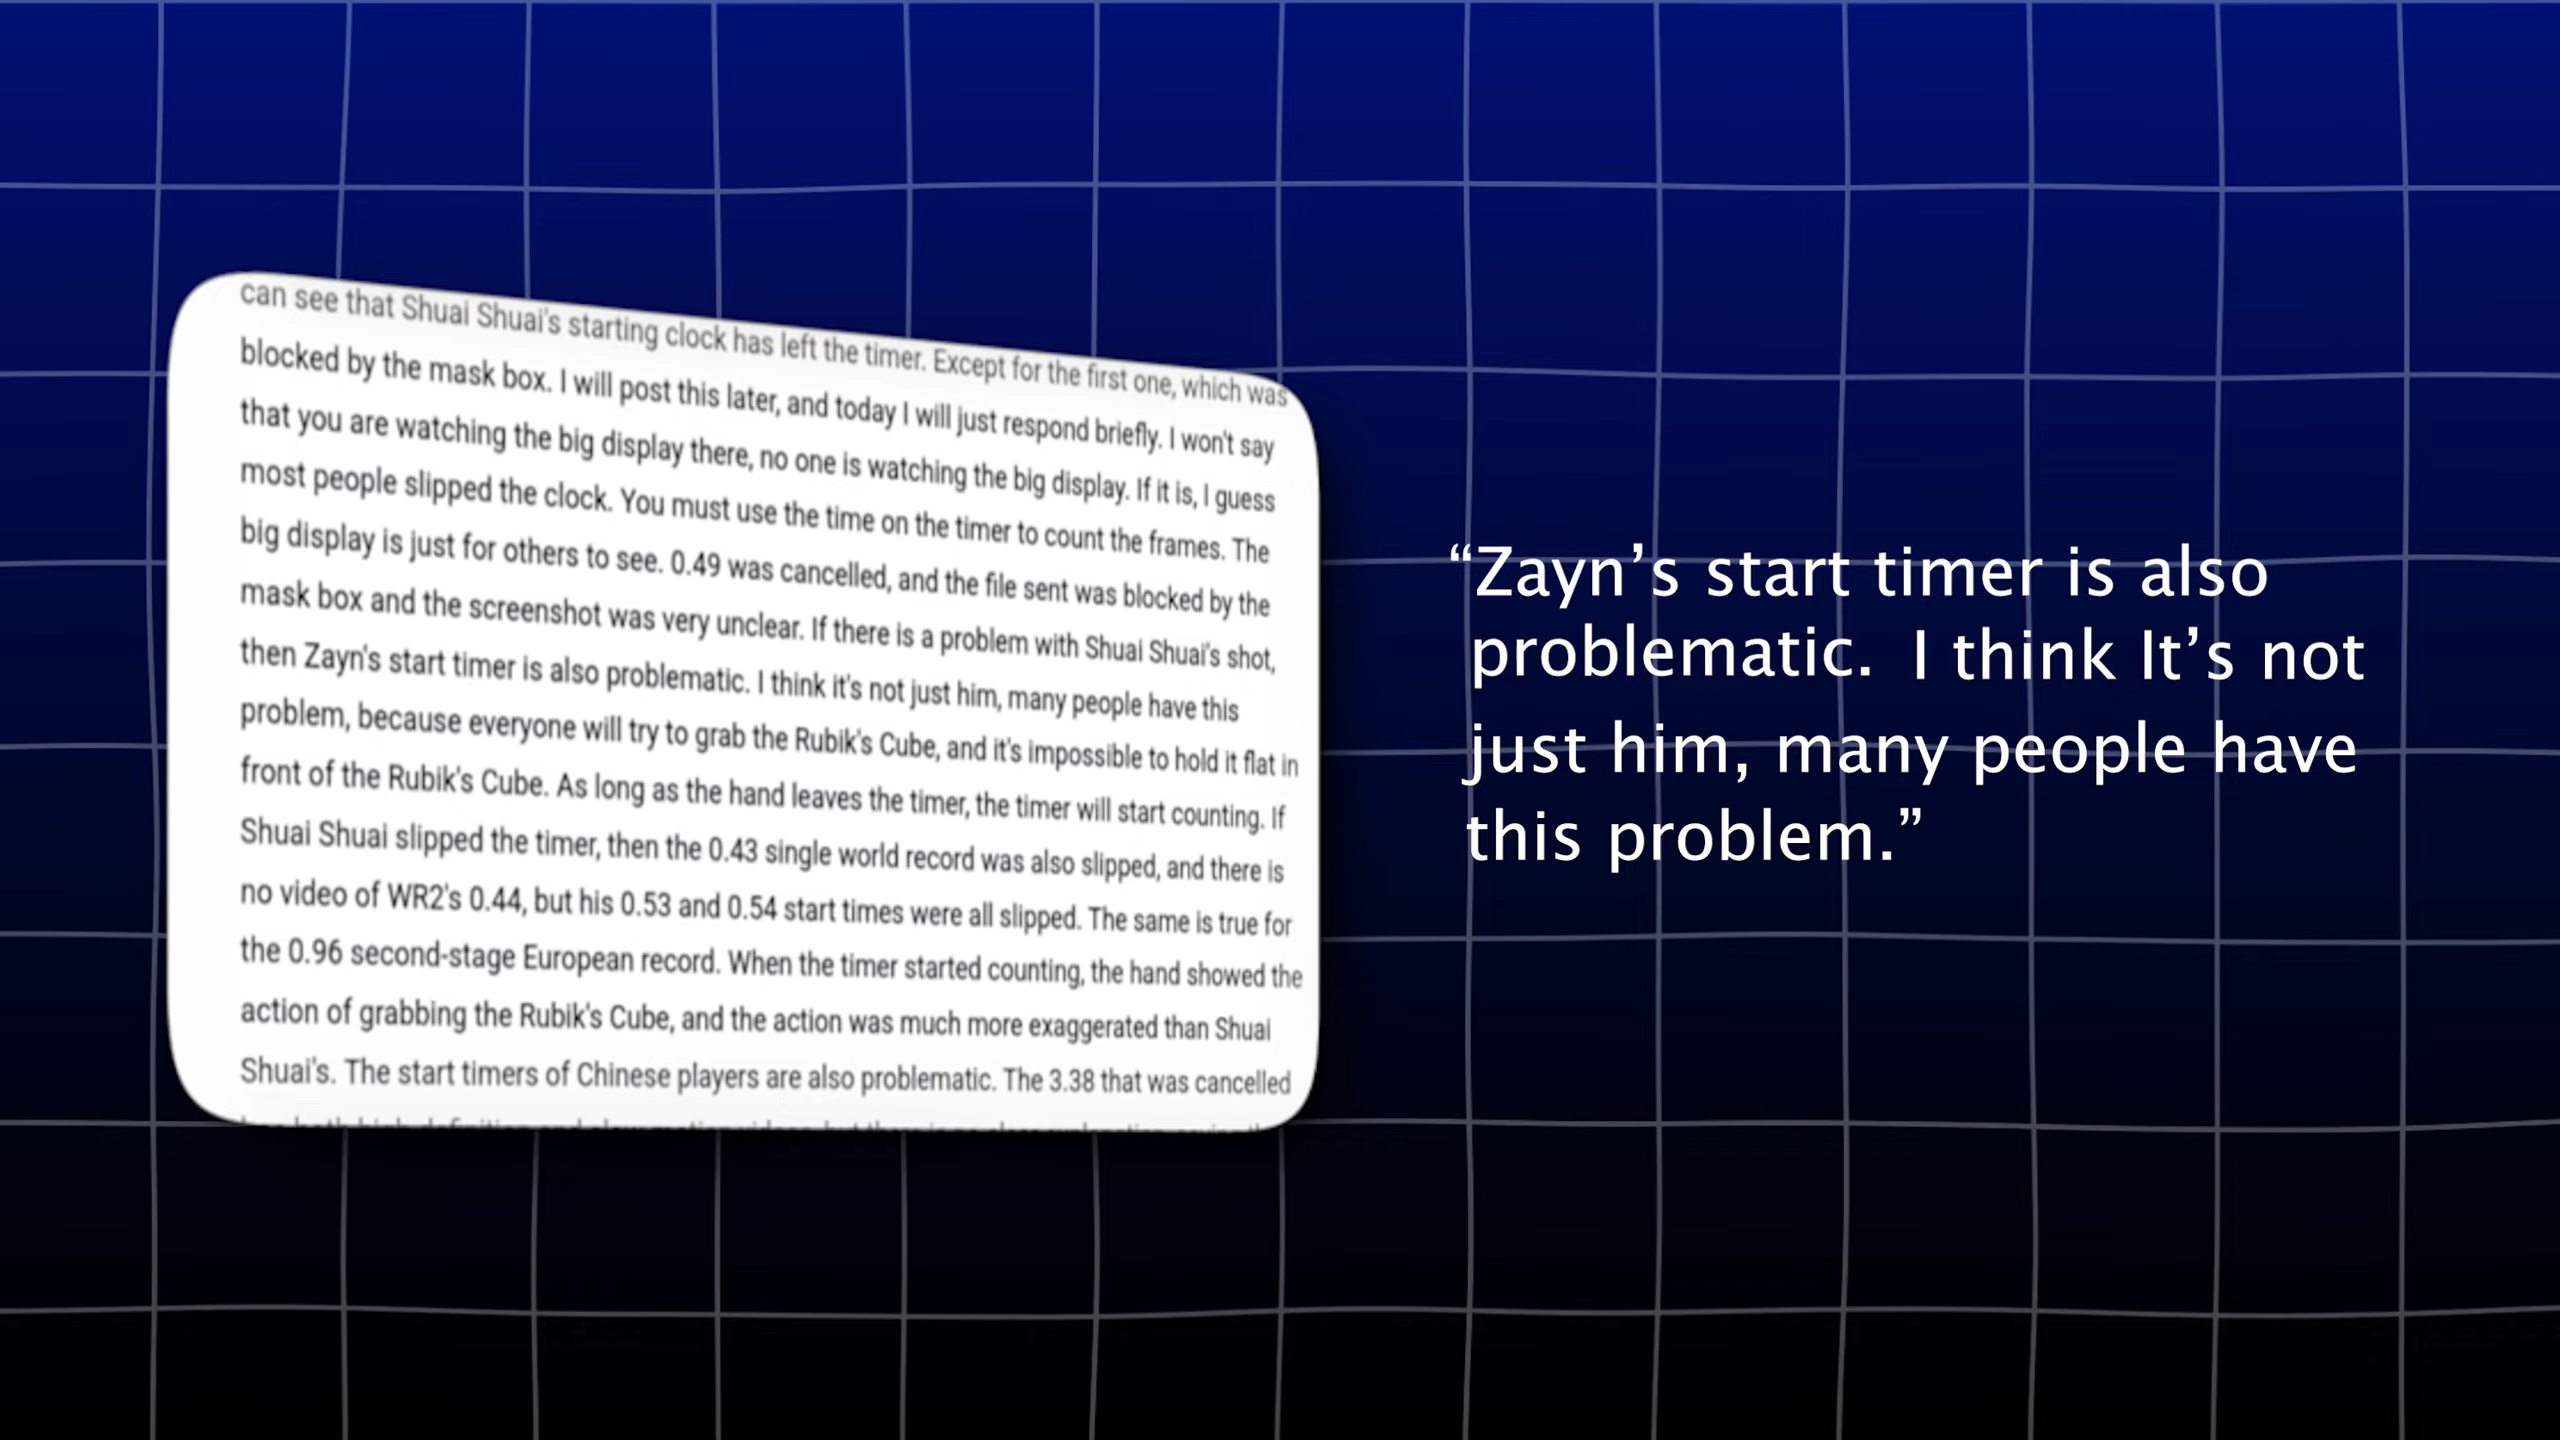 can see that Shuai Shuai's starting clock has left the timer. Except for the first one, which was
blocked by the mask box. I will post this later, and today I will just respond briefly. I won't say
that you are watching the big display there, no one is watching the big display. If it is, I guess
most people slipped the clock. You must use the time on the timer to count the frames. The
big display is just for others to see. 0.49 was cancelled, and the file sent was blocked by the
mask box and the screenshot was very unclear. If there is a problem with Shuai Shuai's shot,
then Zayn's start timer is also problematic. I think it's not just him, many people have this
problem, because everyone will try to grab the Rubik's Cube, and it's impossible to hold it flat in
front of the Rubik's Cube. As long as the hand leaves the timer, the timer will start counting. If
Shuai Shuai slipped the timer, then the 0.43 single world record was also slipped, and there is
no video of WR2's 0.44, but his 0.53 and 0.54 start times were all slipped. The same is true for
the 0.96 second-stage European record. When the timer started counting, the hand showed the
action of grabbing the Rubik's Cube, and the action was much more exaggerated than Shuai
Shuai's. The start timers of Chinese players are also problematic. The 3.38 that was cancelled
“Zayn’s start timer is also
problematic. I think It’s not
just him, many people have
this problem.”